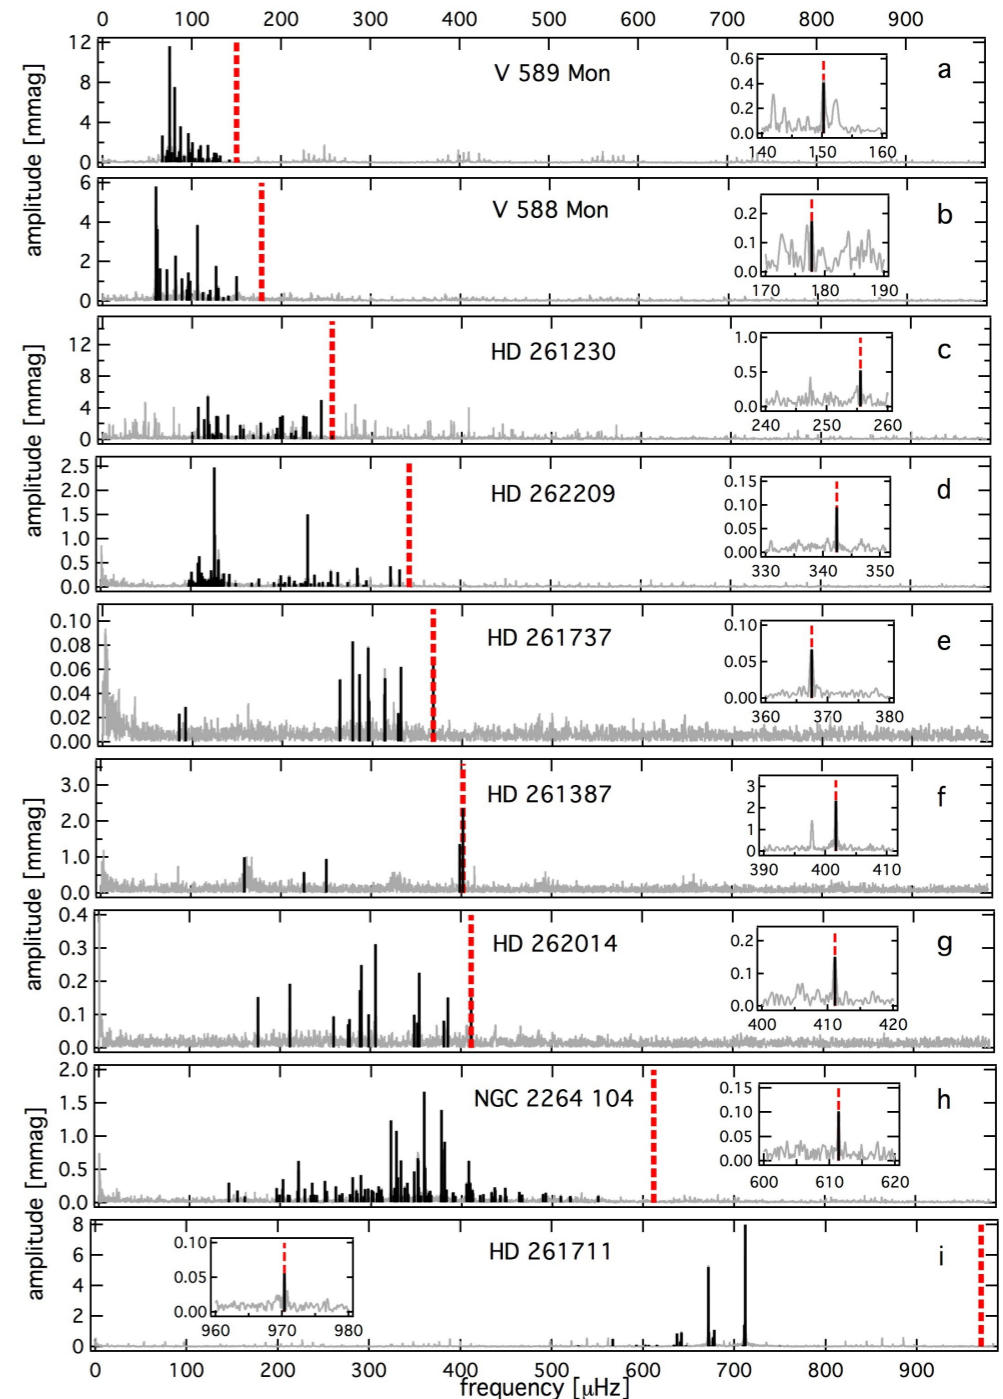 0 100 200 300 400 500 600 700 800 900
amplitude [mmag]
12
8
4
0
V 589 Mon
a
0.6
0.4
0.2
0.0
140 150 160
6
4
2
0
V 588 Mon
b
0.2
0.1
0.0
170 180 190
amplitude [mmag]
12
8
4
0
HD 261230
c
1.0
0.5
0.0
240 250 260
2.5
2.0
1.5
1.0
0.5
0.0
HD 262209
d
0.15
0.10
0.05
0.00
330 340 350
0.10
0.08
0.06
0.04
0.02
0.00
HD 261737
e
0.10
0.05
0.00
360 370 380
amplitude [mmag]
3.0
2.0
1.0
0.0
HD 261387
f
3
2
1
0
390 400 410
amplitude [mmag]
0.4
0.3
0.2
0.1
0.0
HD 262014
g
0.2
0.1
0.0
400 411 420
amplitude [mmag]
2.0
1.5
1.0
0.5
0.0
NGC 2264 104
h
0.15
0.10
0.05
0.00
600 611 620
amplitude [mmag]
8
6
4
2
0
HD 261711
i
0.10
0.05
0.00
960 970 980
0 100 200 300 400 500 600 700 800 900
frequency [µHz]